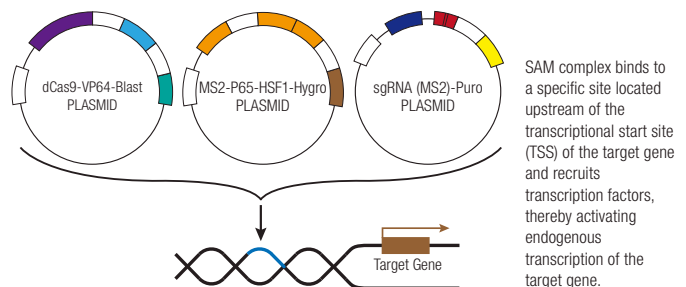 dCas9-VP64-Blast
PLASMID
MS2-P65-HSF1-Hygro
PLASMID
sgRNA (MS2)-Puro
PLASMID
SAM complex binds to
a specific site located
upstream of the
transcriptional start site
(TSS) of the target gene
and recruits
transcription factors,
thereby activating
endogenous
transcription of the
target gene.
Target Gene